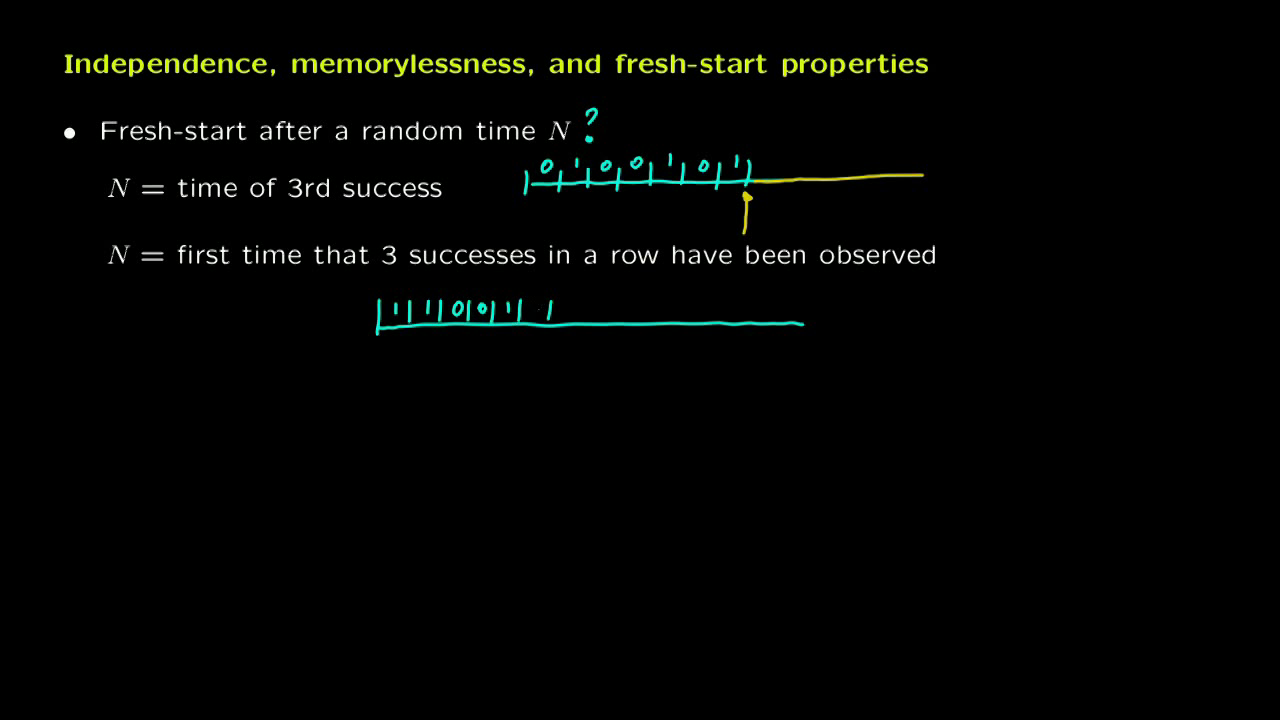 Independence, memorylessness, and fresh-start properties
• Fresh-start after a random time N ?
0 1 0 0 1 0 1
N = time of 3rd success
N = first time that 3 successes in a row have been observed
1 1 0 0 1